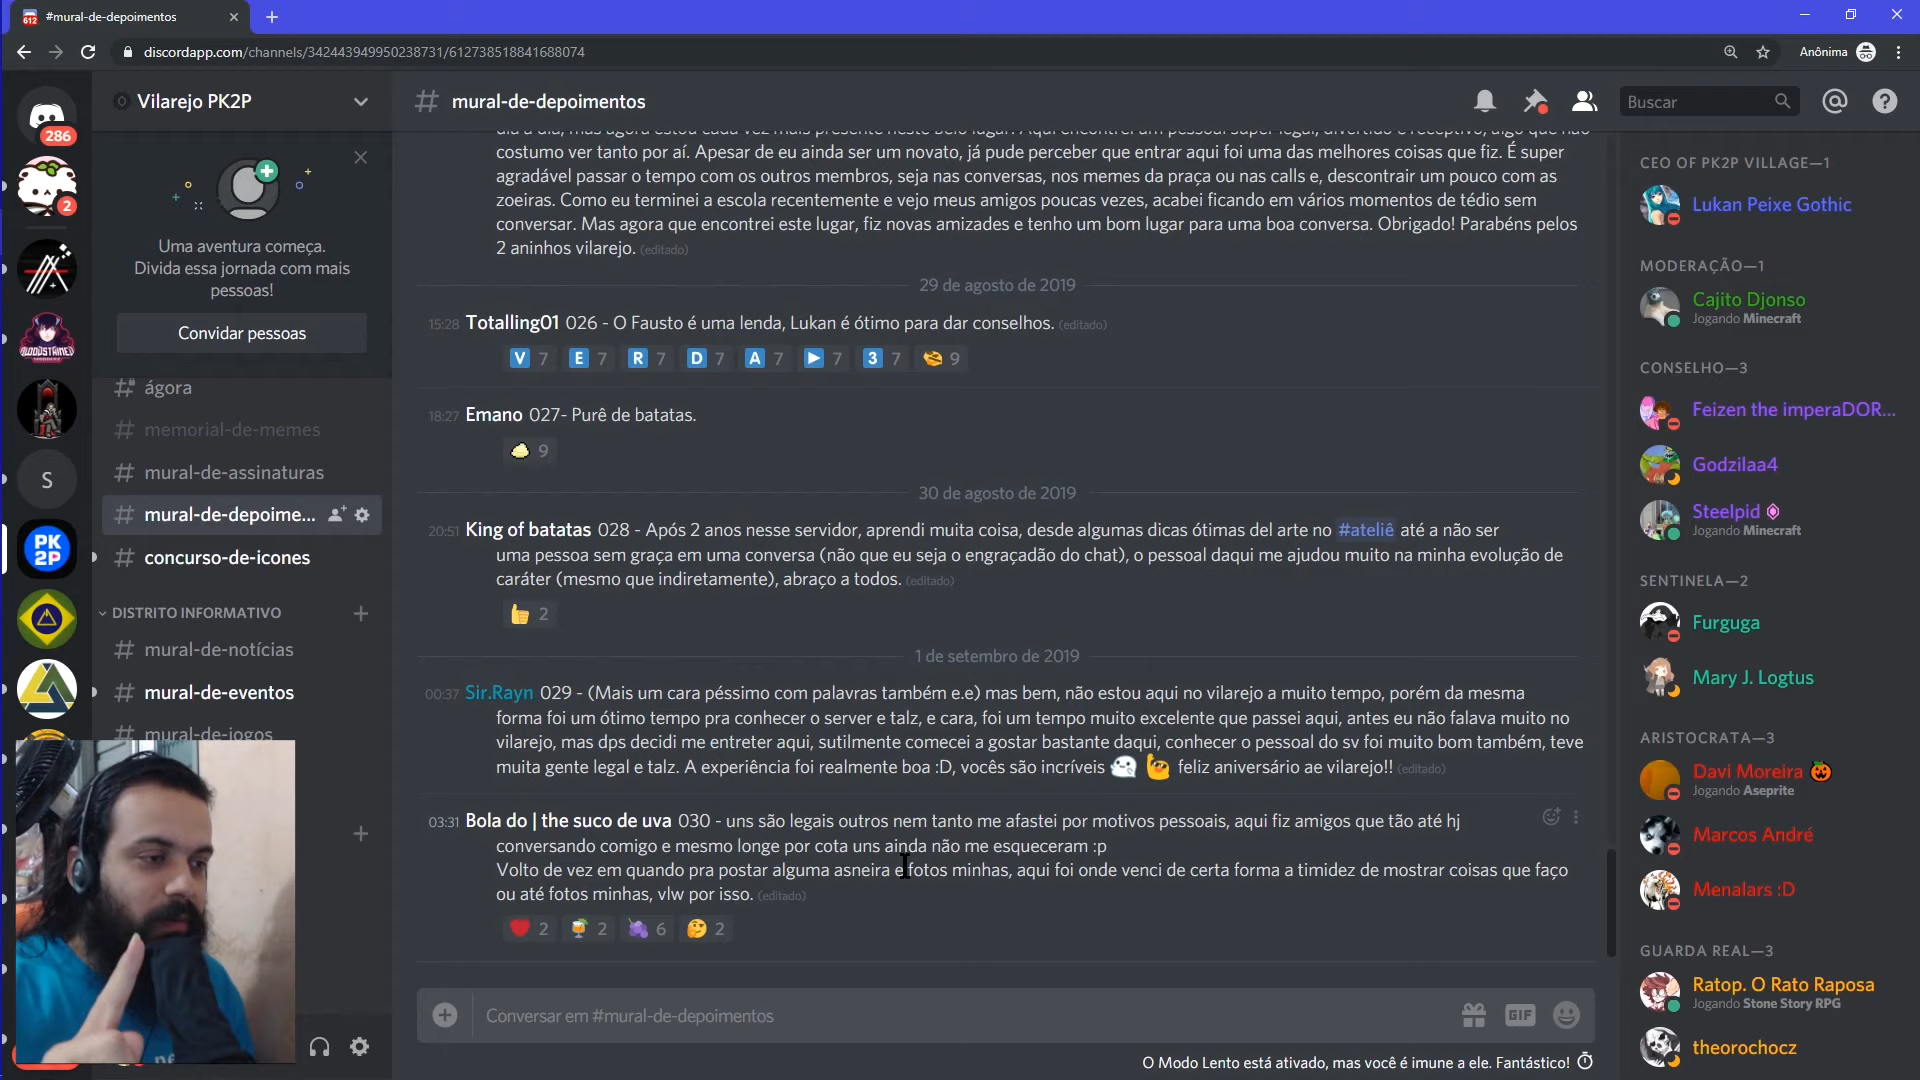 #mural-de-depoimentos
discordapp.com/channels/342443949950238731/612738518841688074
Anônima
286
2
S
PK
2P
Vilarejo PK2P
Uma aventura começa.
Divida essa jornada com mais
pessoas!
Convidar pessoas
ágora
memorial-de-memes
mural-de-assinaturas
mural-de-depoime...
concurso-de-icones
DISTRITO INFORMATIVO
mural-de-notícias
mural-de-eventos
mural-de-jogos
# mural-de-depoimentos
Buscar
costumo ver tanto por aí. Apesar de eu ainda ser um novato, já pude perceber que entrar aqui foi uma das melhores coisas que fiz. É super
agradável passar o tempo com os outros membros, seja nas conversas, nos memes da praça ou nas calls e, descontrair um pouco com as
zoeiras. Como eu terminei a escola recentemente e vejo meus amigos poucas vezes, acabei ficando em vários momentos de tédio sem
conversar. Mas agora que encontrei este lugar, fiz novas amizades e tenho um bom lugar para uma boa conversa. Obrigado! Parabéns pelos
2 aninhos vilarejo. (editado)
29 de agosto de 2019
15:28 Totalling01 026 - O Fausto é uma lenda, Lukan é ótimo para dar conselhos. (editado)
V 7 E 7 R 7 D 7 A 7 7 3 7 9
18:27 Emano 027- Purê de batatas.
9
30 de agosto de 2019
20:51 King of batatas 028 - Após 2 anos nesse servidor, aprendi muita coisa, desde algumas dicas ótimas del arte no #ateliê até a não ser
uma pessoa sem graça em uma conversa (não que eu seja o engraçadão do chat), o pessoal daqui me ajudou muito na minha evolução de
caráter (mesmo que indiretamente), abraço a todos. (editado)
2
1 de setembro de 2019
00:37 Sir.Rayn 029 - (Mais um cara péssimo com palavras também e.e) mas bem, não estou aqui no vilarejo a muito tempo, porém da mesma
forma foi um ótimo tempo pra conhecer o server e talz, e cara, foi um tempo muito excelente que passei aqui, antes eu não falava muito no
vilarejo, mas dps decidi me entreter aqui, sutilmente comecei a gostar bastante daqui, conhecer o pessoal do sv foi muito bom também, teve
muita gente legal e talz. A experiência foi realmente boa :D, vocês são incríveis feliz aniversário ae vilarejo!! (editado)
03:31 Bola do | the suco de uva 030 - uns são legais outros nem tanto me afastei por motivos pessoais, aqui fiz amigos que tão até hj
conversando comigo e mesmo longe por cota uns ainda não me esqueceram :p
Volto de vez em quando pra postar alguma asneira e fotos minhas, aqui foi onde venci de certa forma a timidez de mostrar coisas que faço
ou até fotos minhas, vlw por isso. (editado)
2 2 6 2
Conversar em #mural-de-depoimentos
GIF
O Modo Lento está ativado, mas você é imune a ele. Fantástico!
CEO OF PK2P VILLAGE—1
Lukan Peixe Gothic
MODERAÇÃO—1
Cajito Djonso
Jogando Minecraft
CONSELHO—3
Feizen the imperaDOR...
Godzilaa4
Steelpid
Jogando Minecraft
SENTINELA—2
Furguga
Mary J. Logtus
ARISTOCRATA—3
Davi Moreira
Jogando Aseprite
Marcos André
Menalars :D
GUARDA REAL—3
Ratop. O Rato Raposa
Jogando Stone Story RPG
theorochocz